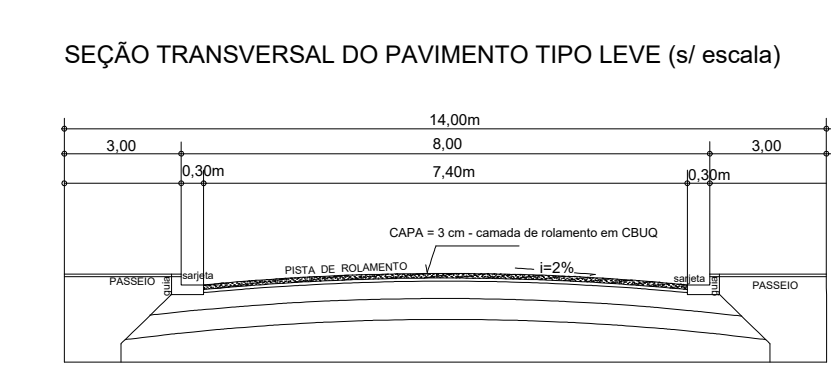 SEÇÃO TRANSVERSAL DO PAVIMENTO TIPO LEVE (s/ escala)
14,00m
3,00 8,00 3,00
0,30m 7,40m 0,30m
CAPA = 3 cm - camada de rolamento em CBUQ
PISTA DE ROLAMENTO i=2%
sarjeta sarjeta
PASSEIO guia guia PASSEIO